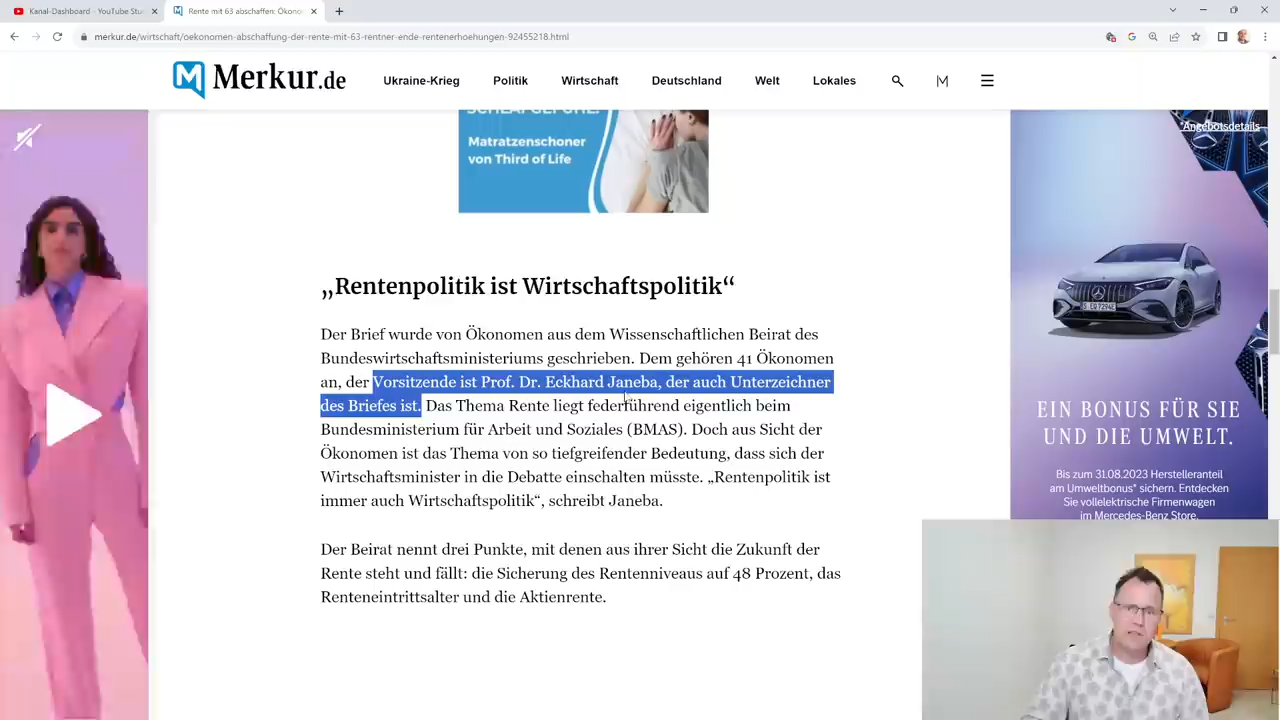 Kanal-Dashboard – YouTube Stu
Rente mit 63 abschaffen: Ökono
merkur.de/wirtschaft/oekonomen-abschaffung-der-rente-mit-63-rentner-ende-rentenerhoehungen-92455218.html
Merkur.de
Ukraine-Krieg
Politik
Wirtschaft
Deutschland
Welt
Lokales
M
Matratzenschoner
von Third of Life
*Angebotsdetails
„Rentenpolitik ist Wirtschaftspolitik“
Der Brief wurde von Ökonomen aus dem Wissenschaftlichen Beirat des
Bundeswirtschaftsministeriums geschrieben. Dem gehören 41 Ökonomen
an, der Vorsitzende ist Prof. Dr. Eckhard Janeba, der auch Unterzeichner
des Briefes ist. Das Thema Rente liegt federführend eigentlich beim
Bundesministerium für Arbeit und Soziales (BMAS). Doch aus Sicht der
Ökonomen ist das Thema von so tiefgreifender Bedeutung, dass sich der
Wirtschaftsminister in die Debatte einschalten müsste. „Rentenpolitik ist
immer auch Wirtschaftspolitik“, schreibt Janeba.
Der Beirat nennt drei Punkte, mit denen aus ihrer Sicht die Zukunft der
Rente steht und fällt: die Sicherung des Rentenniveaus auf 48 Prozent, das
Renteneintrittsalter und die Aktienrente.
EIN BONUS FÜR SIE
UND DIE UMWELT.
Bis zum 31.08.2023 Herstelleranteil
am Umweltbonus* sichern. Entdecken
Sie vollelektrische Firmenwagen
im Mercedes-Benz Store.